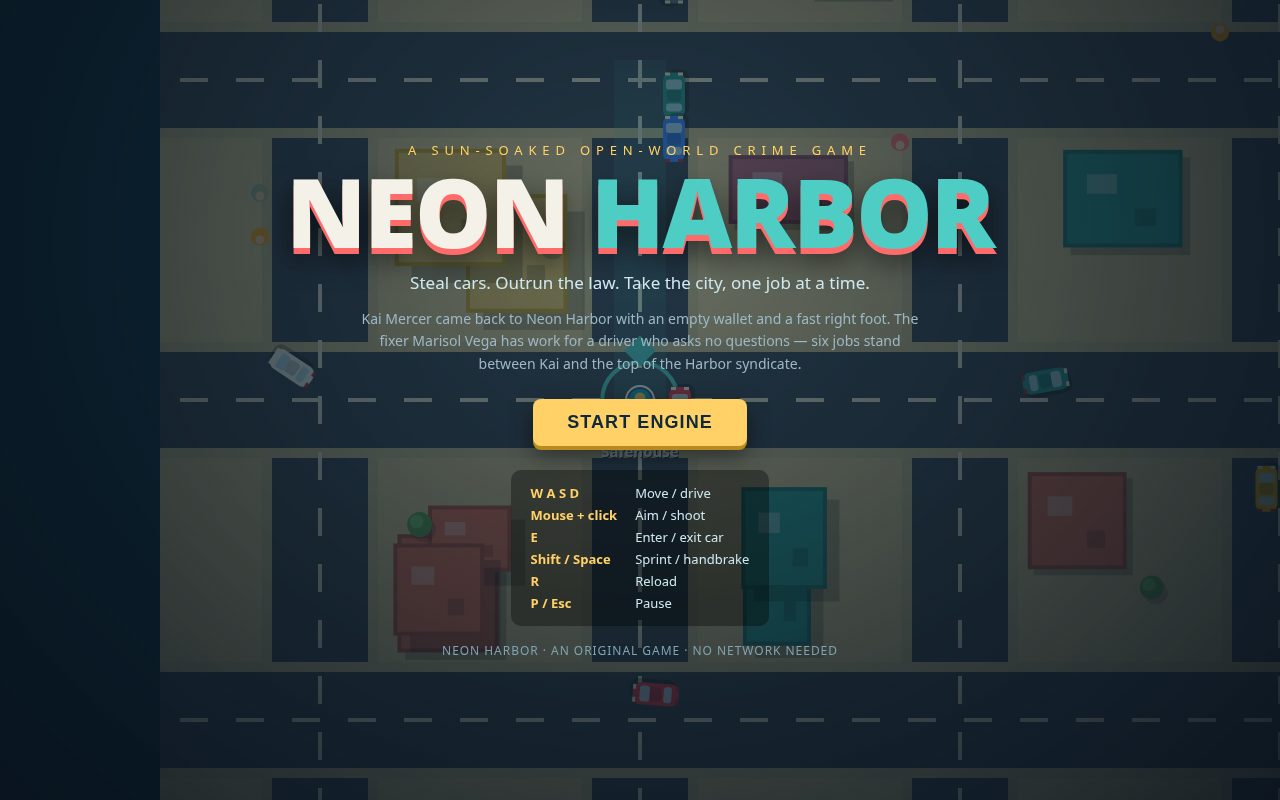 A SUN-SOAKED OPEN-WORLD CRIME GAME
NEON HARBOR
Steal cars. Outrun the law. Take the city, one job at a time.
Kai Mercer came back to Neon Harbor with an empty wallet and a fast right foot. The
fixer Marisol Vega has work for a driver who asks no questions — six jobs stand
between Kai and the top of the Harbor syndicate.
START ENGINE
Safehouse
W A S D Move / drive
Mouse + click Aim / shoot
E Enter / exit car
Shift / Space Sprint / handbrake
R Reload
P / Esc Pause
NEON HARBOR · AN ORIGINAL GAME · NO NETWORK NEEDED